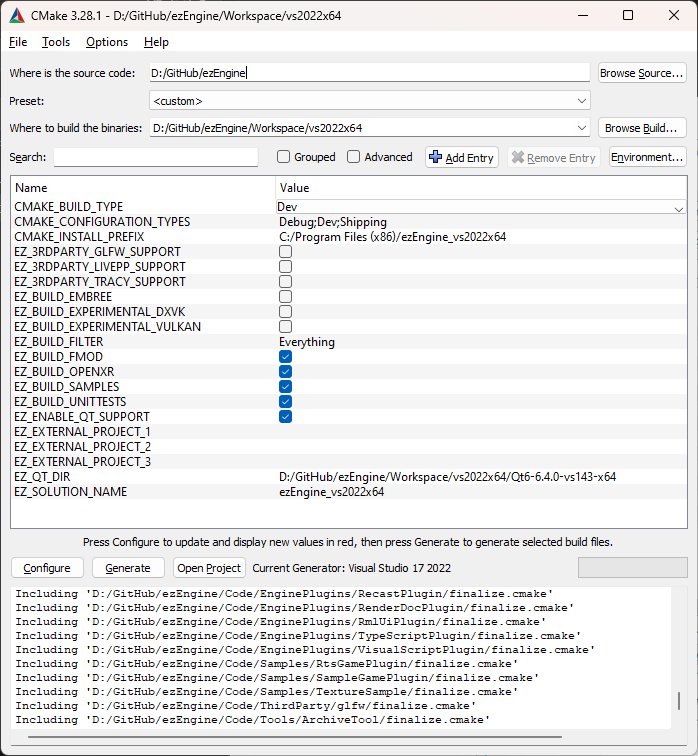 CMake 3.28.1 - D:/GitHub/ezEngine/Workspace/vs2022x64
File Tools Options Help
Where is the source code: D:/GitHub/ezEngine Browse Source...
Preset: <custom>
Where to build the binaries: D:/GitHub/ezEngine/Workspace/vs2022x64 Browse Build...
Search: Grouped Advanced Add Entry Remove Entry Environment...
Name Value
CMAKE_BUILD_TYPE Dev
CMAKE_CONFIGURATION_TYPES Debug;Dev;Shipping
CMAKE_INSTALL_PREFIX C:/Program Files (x86)/ezEngine_vs2022x64
EZ_3RDPARTY_GLFW_SUPPORT
EZ_3RDPARTY_LIVEPP_SUPPORT
EZ_3RDPARTY_TRACY_SUPPORT
EZ_BUILD_EMBREE
EZ_BUILD_EXPERIMENTAL_DXVK
EZ_BUILD_EXPERIMENTAL_VULKAN
EZ_BUILD_FILTER Everything
EZ_BUILD_FMOD
EZ_BUILD_OPENXR
EZ_BUILD_SAMPLES
EZ_BUILD_UNITTESTS
EZ_ENABLE_QT_SUPPORT
EZ_EXTERNAL_PROJECT_1
EZ_EXTERNAL_PROJECT_2
EZ_EXTERNAL_PROJECT_3
EZ_QT_DIR D:/GitHub/ezEngine/Workspace/vs2022x64/Qt6-6.4.0-vs143-x64
EZ_SOLUTION_NAME ezEngine_vs2022x64
Press Configure to update and display new values in red, then press Generate to generate selected build files.
Configure Generate Open Project Current Generator: Visual Studio 17 2022
Including 'D:/GitHub/ezEngine/Code/EnginePlugins/RecastPlugin/finalize.cmake'
Including 'D:/GitHub/ezEngine/Code/EnginePlugins/RenderDocPlugin/finalize.cmake'
Including 'D:/GitHub/ezEngine/Code/EnginePlugins/RmlUiPlugin/finalize.cmake'
Including 'D:/GitHub/ezEngine/Code/EnginePlugins/TypeScriptPlugin/finalize.cmake'
Including 'D:/GitHub/ezEngine/Code/EnginePlugins/VisualScriptPlugin/finalize.cmake'
Including 'D:/GitHub/ezEngine/Code/Samples/RtsGamePlugin/finalize.cmake'
Including 'D:/GitHub/ezEngine/Code/Samples/SampleGamePlugin/finalize.cmake'
Including 'D:/GitHub/ezEngine/Code/Samples/TextureSample/finalize.cmake'
Including 'D:/GitHub/ezEngine/Code/ThirdParty/glfw/finalize.cmake'
Including 'D:/GitHub/ezEngine/Code/Tools/ArchiveTool/finalize.cmake'